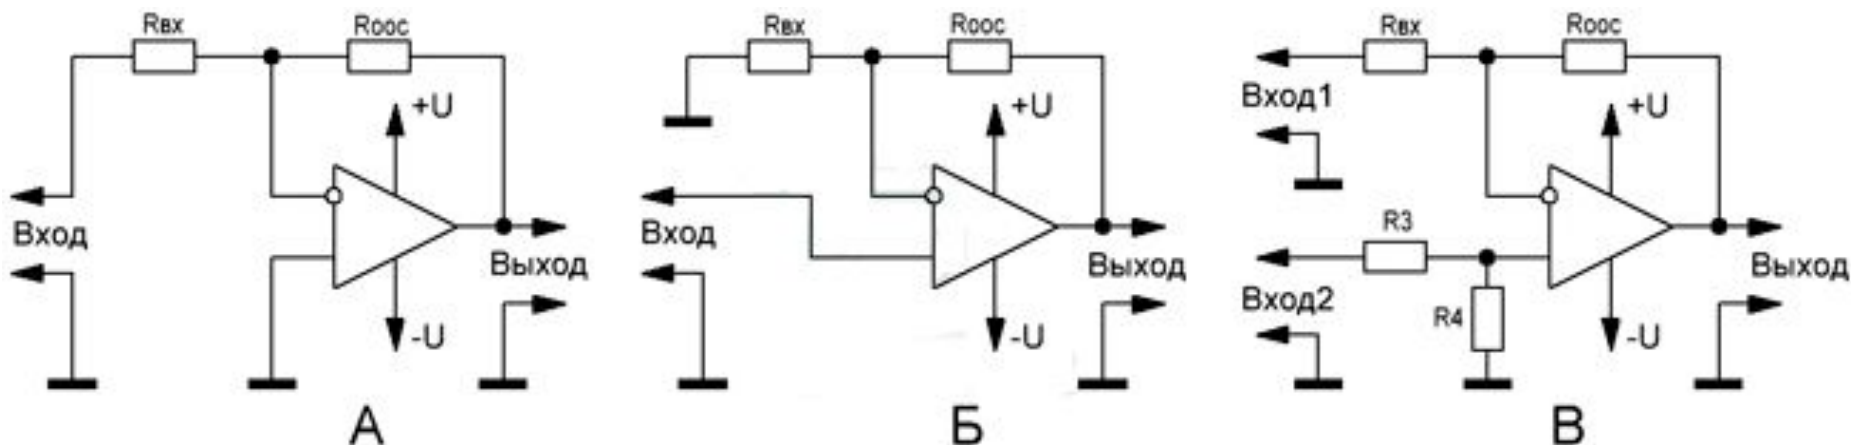 Rвх
Rоос
+U
Вход
-U
Выход
А
Rвх
Rоос
+U
Вход
-U
Выход
Б
Rвх
Rоос
Вход1
+U
R3
Вход2
R4
-U
Выход
В